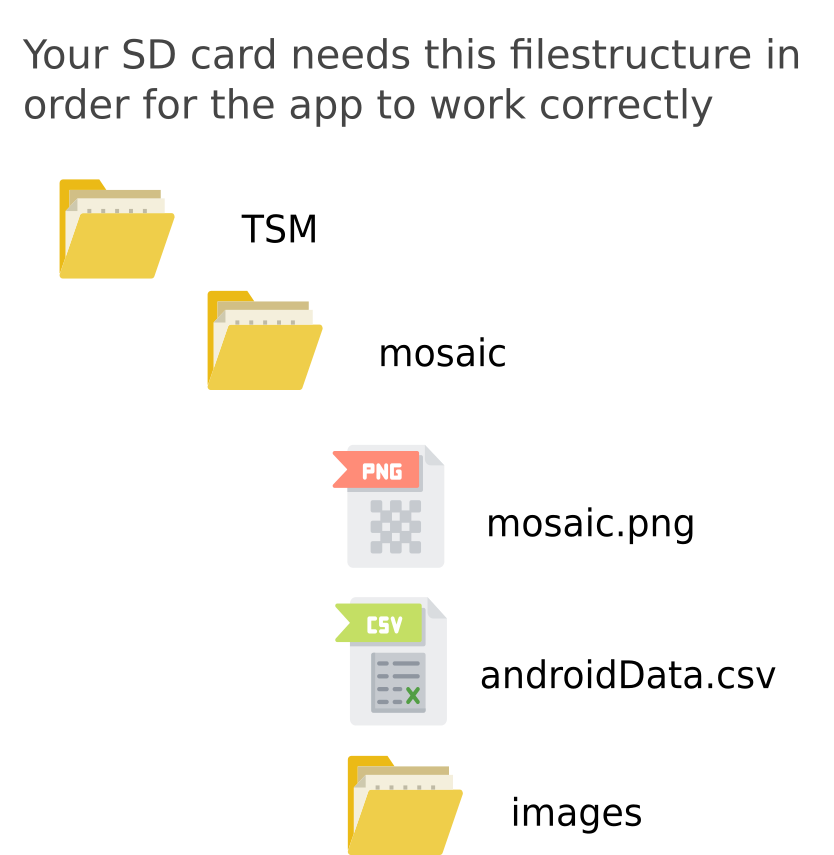 Your SD card needs this filestructure in
order for the app to work correctly
TSM
mosaic
PNG
mosaic.png
CSV
androidData.csv
images